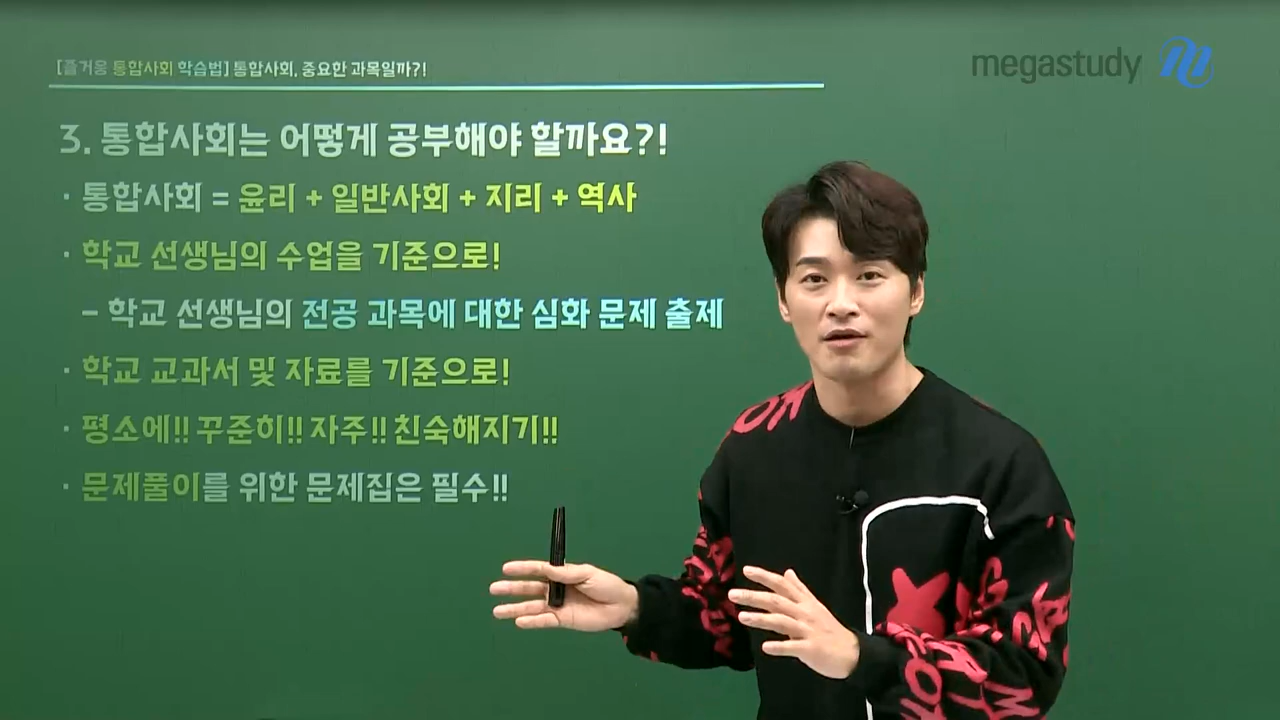 [즐거움 통합사회 학습법] 통합사회, 중요한 과목일까?!
megastudy
3. 통합사회는 어떻게 공부해야 할까요?!
· 통합사회 = 윤리 + 일반사회 + 지리 + 역사
· 학교 선생님의 수업을 기준으로!
- 학교 선생님의 전공 과목에 대한 심화 문제 출제
· 학교 교과서 및 자료를 기준으로!
· 평소에!! 꾸준히!! 자주!! 친숙해지기!!
· 문제풀이를 위한 문제집은 필수!!